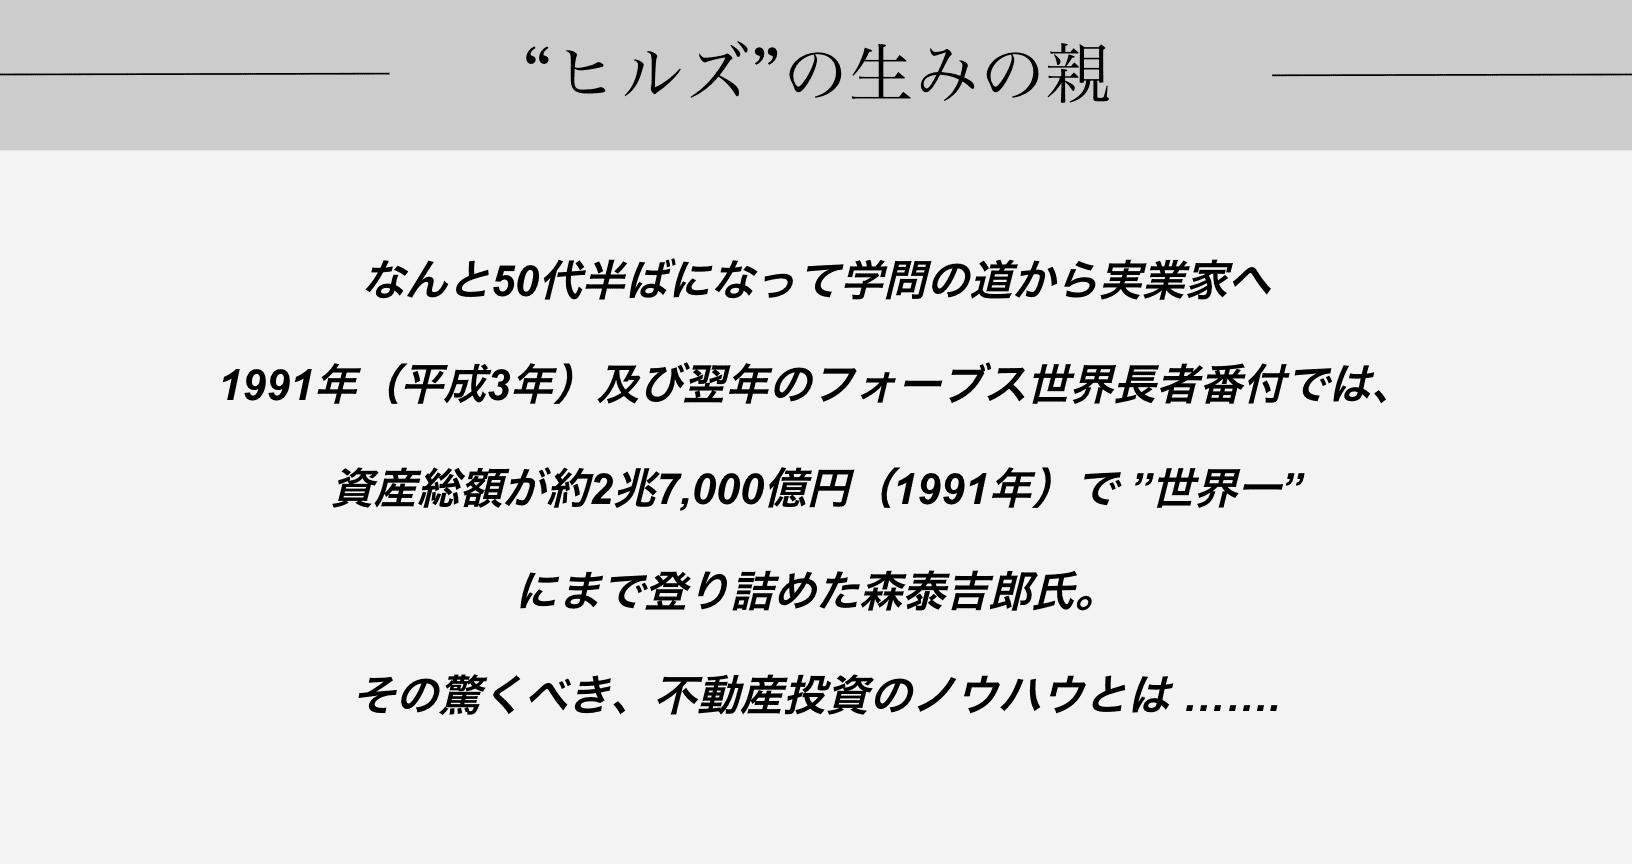 “ヒルズ”の生みの親
なんと50代半ばになって学問の道から実業家へ
1991年（平成3年）及び翌年のフォーブス世界長者番付では、
資産総額が約2兆7,000億円（1991年）で ”世界一”
にまで登り詰めた森泰吉郎氏。
その驚くべき、不動産投資のノウハウとは …….